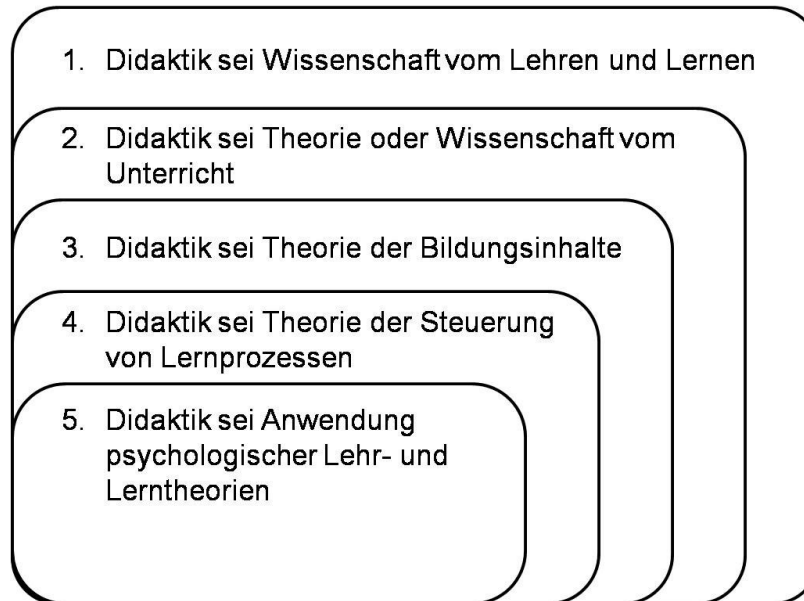 1. Didaktik sei Wissenschaft vom Lehren und Lernen
2. Didaktik sei Theorie oder Wissenschaft vom
Unterricht
3. Didaktik sei Theorie der Bildungsinhalte
4. Didaktik sei Theorie der Steuerung
von Lernprozessen
5. Didaktik sei Anwendung
psychologischer Lehr- und
Lerntheorien